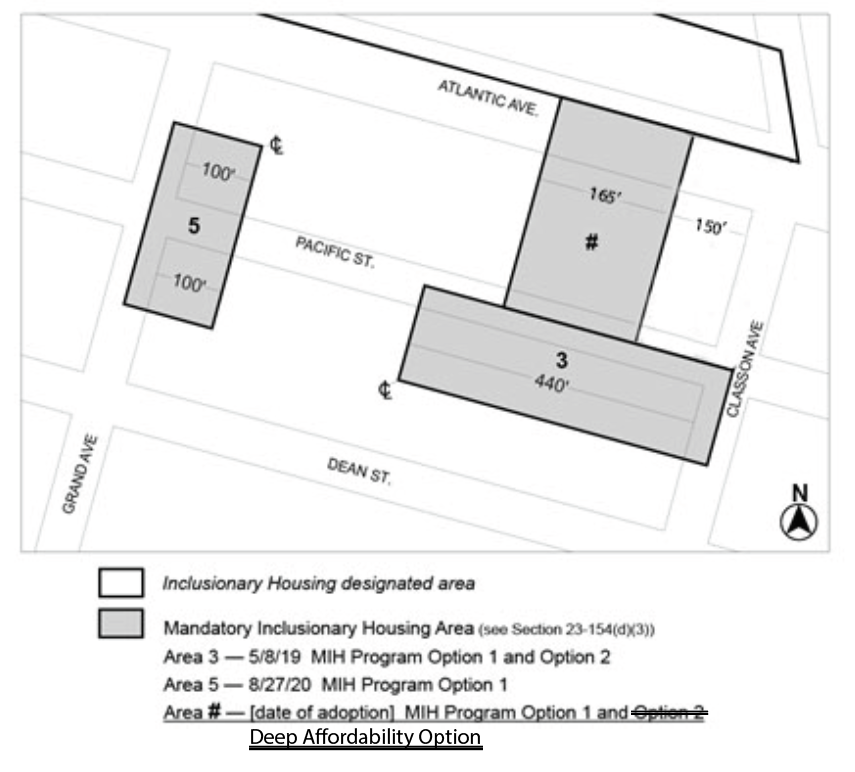 ATLANTIC AVE.
℄
100'
165'
150'
5
#
PACIFIC ST.
100'
3
440'
℄
CLASSON AVE
DEAN ST.
GRAND AVE
N
Inclusionary Housing designated area
Mandatory Inclusionary Housing Area (see Section 23-154(d)(3))
Area 3 — 5/8/19 MIH Program Option 1 and Option 2
Area 5 — 8/27/20 MIH Program Option 1
Area # — [date of adoption] MIH Program Option 1 and Option 2
Deep Affordability Option